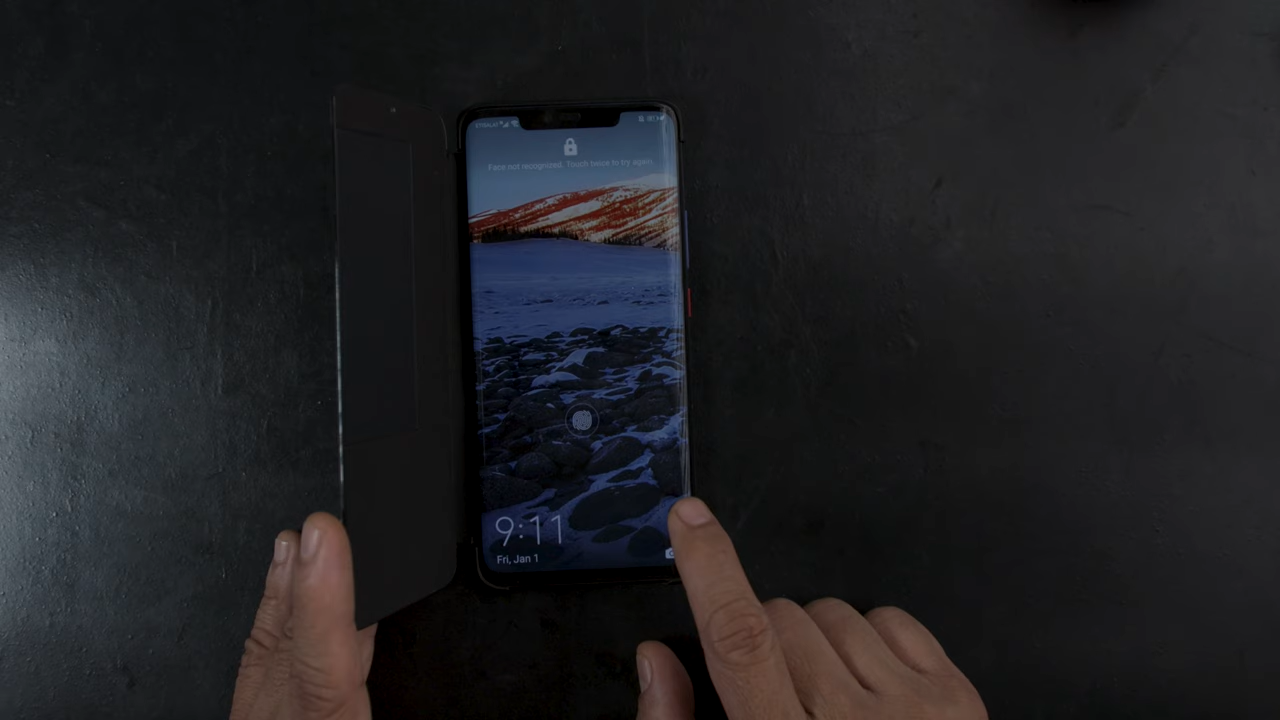 Face not recognized. Touch twice to try again.
9:11
Fri, Jan 1